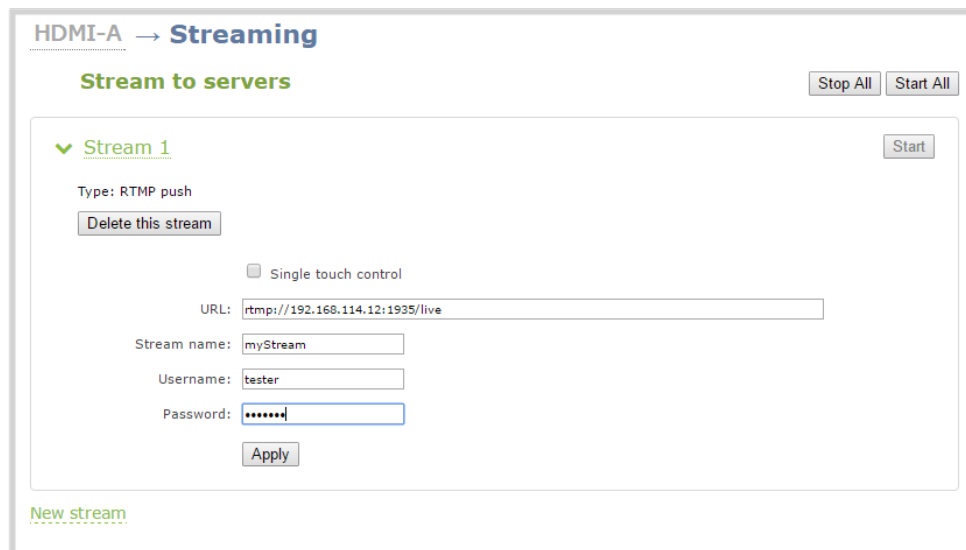 HDMI-A → Streaming
Stream to servers
Stop All Start All
Stream 1
Start
Type: RTMP push
Delete this stream
Single touch control
URL: rtmp://192.168.114.12:1935/live
Stream name: myStream
Username: tester
Password: •••••••
Apply
New stream